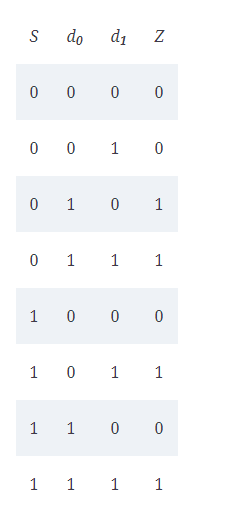 S d₀ d₁ Z
0 0 0 0
0 0 1 0
0 1 0 1
0 1 1 1
1 0 0 0
1 0 1 1
1 1 0 0
1 1 1 1